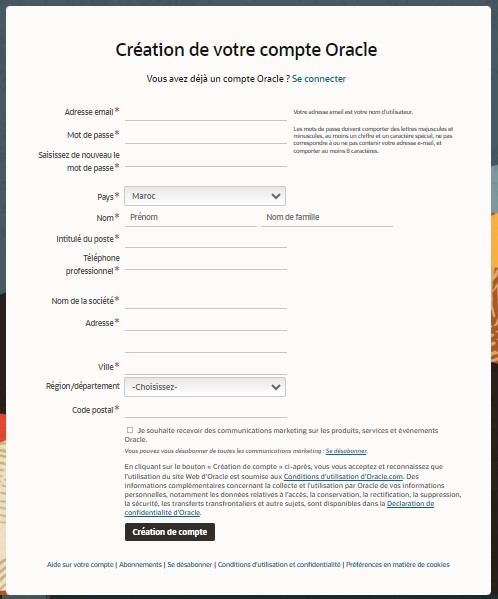 Création de votre compte Oracle
Vous avez déjà un compte Oracle ? Se connecter
Adresse email*
Votre adresse email est votre nom d'utilisateur.
Mot de passe*
Les mots de passe doivent comporter des lettres majuscules et
minuscules, au moins un chiffre et un caractère spécial, ne pas
correspondre à ou ne pas contenir votre adresse e-mail, et
comporter au moins 8 caractères.
Saisissez de nouveau le
mot de passe*
Pays* Maroc
Nom* Prénom Nom de famille
Intitulé du poste*
Téléphone
professionnel*
Nom de la société*
Adresse*
Ville*
Région/département -Choisissez-
Code postal*
Je souhaite recevoir des communications marketing sur les produits, services et événements
Oracle.
Vous pouvez vous désabonner de toutes les communications marketing : Se désabonner.
En cliquant sur le bouton « Création de compte » ci-après, vous vous acceptez et reconnaissez que
l'utilisation du site Web d'Oracle est soumise aux Conditions d'utilisation d'Oracle.com. Des
informations complémentaires concernant la collecte et l'utilisation par Oracle de vos informations
personnelles, notamment les données relatives à l'accès, la conservation, la rectification, la suppression,
la sécurité, les transferts transfrontaliers et autre sujets, sont disponibles dans la Déclaration de
confidentialité d'Oracle.
Création de compte
Aide sur votre compte | Abonnements | Se désabonner | Conditions d'utilisation et confidentialité | Préférences en matière de cookies